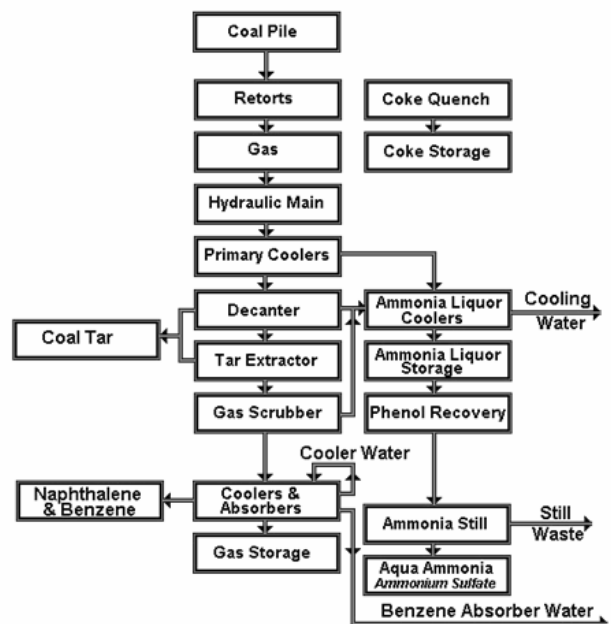 Coal Pile
Retorts
Coke Quench
Gas
Coke Storage
Hydraulic Main
Primary Coolers
Decanter
Ammonia Liquor
Coolers
Cooling
Water
Coal Tar
Tar Extractor
Ammonia Liquor
Storage
Gas Scrubber
Phenol Recovery
Cooler Water
Naphthalene
& Benzene
Coolers &
Absorbers
Ammonia Still
Still
Waste
Gas Storage
Aqua Ammonia
Ammonium Sulfate
Benzene Absorber Water